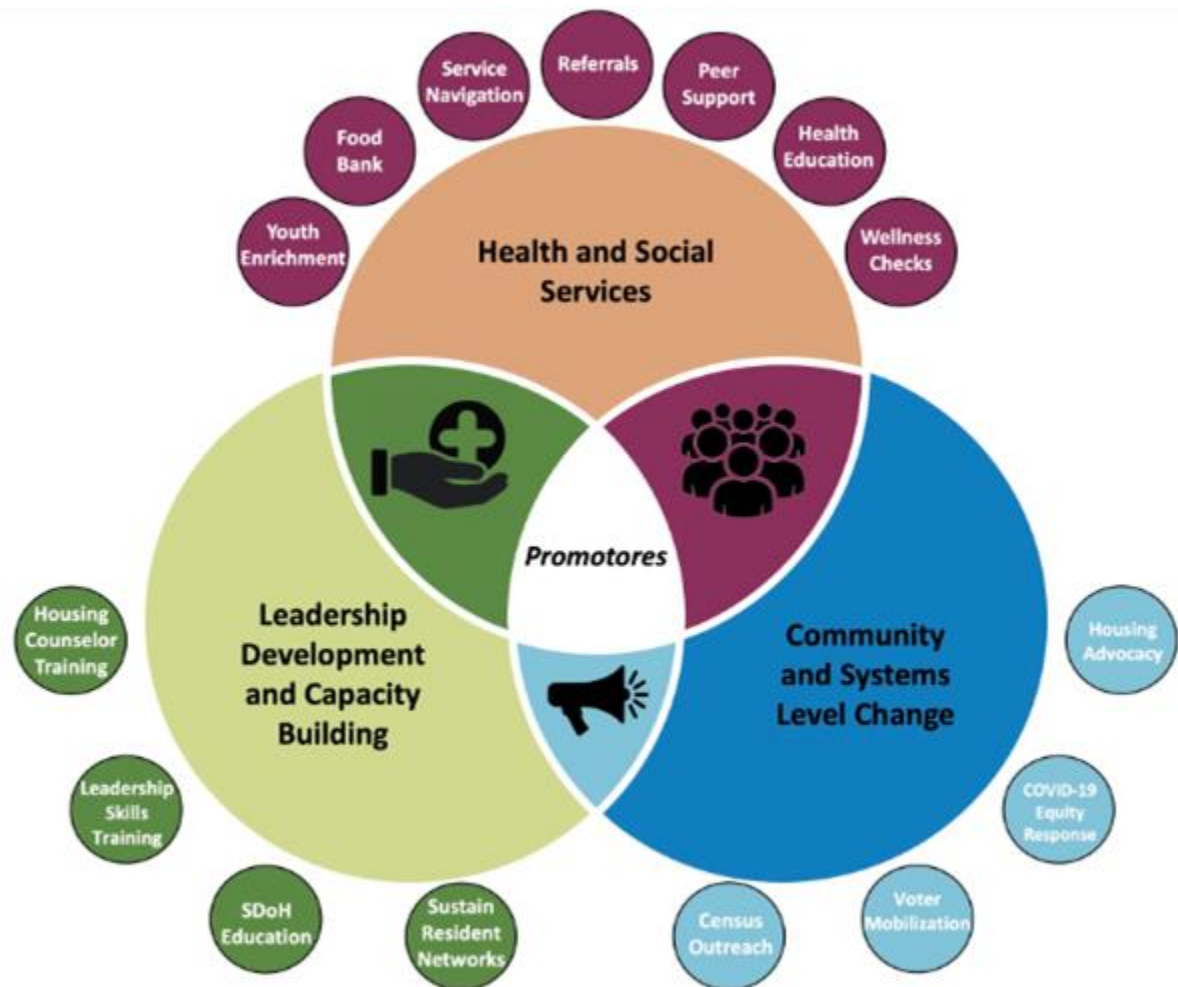 Referrals
Service
Navigation
Peer
Support
Food
Bank
Health
Education
Youth
Enrichment
Wellness
Checks
Health and Social
Services
Promotores
Leadership
Development
and Capacity
Building
Community
and Systems
Level Change
Housing
Counselor
Training
Housing
Advocacy
Leadership
Skills
Training
COVID-19
Equity
Response
SDoH
Education
Sustain
Resident
Networks
Census
Outreach
Voter
Mobilization